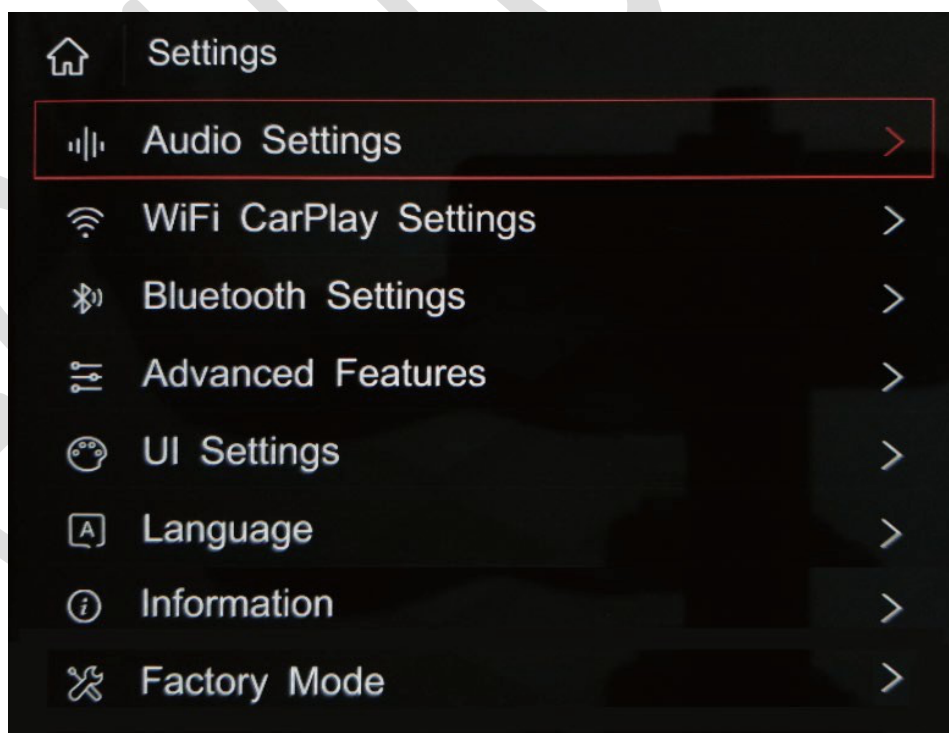 Settings
Audio Settings
WiFi CarPlay Settings
Bluetooth Settings
Advanced Features
UI Settings
A Language
Information
Factory Mode